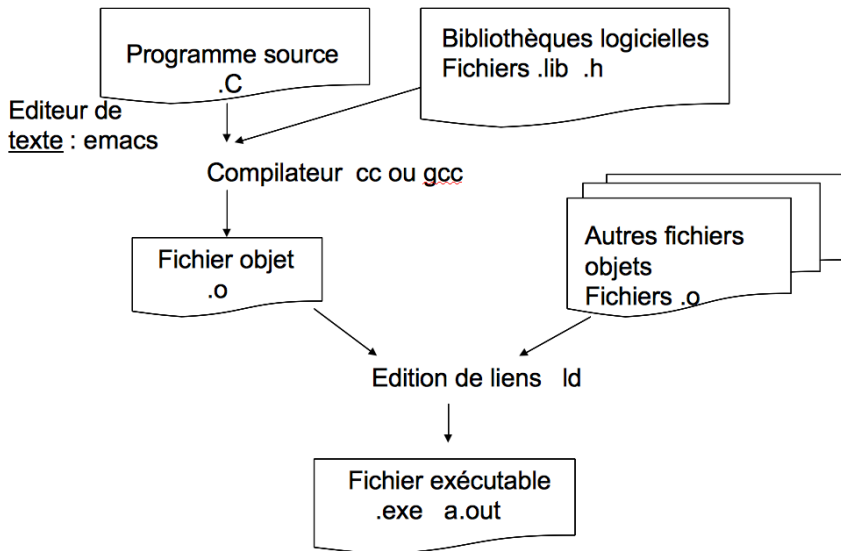 Programme source
.C
Bibliothèques logicielles
Fichiers .lib .h
Editeur de
texte : emacs
Compilateur cc ou gcc
Fichier objet
.o
Autres fichiers
objets
Fichiers .o
Edition de liens ld
Fichier exécutable
.exe a.out